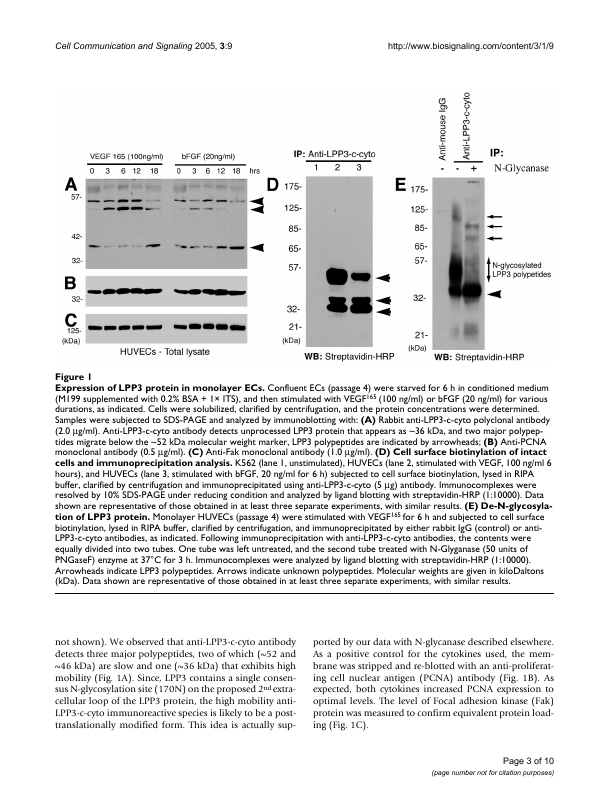 Cell Communication and Signaling 2005, 3:9
http://www.biosignaling.com/content/3/1/9
VEGF 165 (100ng/ml) bFGF (20ng/ml)
0 3 6 12 18 0 3 6 12 18 hrs
A
57-
42-
32-
B
32-
C
125-
(kDa)
HUVECs - Total lysate
IP: Anti-LPP3-c-cyto
1 2 3
D
175-
125-
85-
65-
57-
32-
21-
(kDa)
WB: Streptavidin-HRP
Anti-mouse IgG
Anti-LPP3-c-cyto
IP:
- - + N-Glycanase
E
175-
125-
85-
65-
57-
32-
21-
(kDa)
N-glycosylated
LPP3 polypetides
WB: Streptavidin-HRP
Figure 1
Expression of LPP3 protein in monolayer ECs. Confluent ECs (passage 4) were starved for 6 h in conditioned medium
(M199 supplemented with 0.2% BSA + 1× ITS), and then stimulated with VEGF165 (100 ng/ml) or bFGF (20 ng/ml) for various
durations, as indicated. Cells were solubilized, clarified by centrifugation, and the protein concentrations were determined.
Samples were subjected to SDS-PAGE and analyzed by immunoblotting with: (A) Rabbit anti-LPP3-c-cyto polyclonal antibody
(2.0 μg/ml). Anti-LPP3-c-cyto antibody detects unprocessed LPP3 protein that appears as ~36 kDa, and two major polypep-
tides migrate below the ~52 kDa molecular weight marker, LPP3 polypeptides are indicated by arrowheads; (B) Anti-PCNA
monoclonal antibody (0.5 μg/ml). (C) Anti-Fak monoclonal antibody (1.0 μg/ml). (D) Cell surface biotinylation of intact
cells and immunoprecipitation analysis. K562 (lane 1, unstimulated), HUVECs (lane 2, stimulated with VEGF, 100 ng/ml 6
hours), and HUVECs (lane 3, stimulated with bFGF, 20 ng/ml for 6 h) subjected to cell surface biotinylation, lysed in RIPA
buffer, clarified by centrifugation and immunoprecipitated using anti-LPP3-c-cyto (5 μg) antibody. Immunocomplexes were
resolved by 10% SDS-PAGE under reducing condition and analyzed by ligand blotting with streptavidin-HRP (1:10000). Data
shown are representative of those obtained in at least three separate experiments, with similar results. (E) De-N-glycosyla-
tion of LPP3 protein. Monolayer HUVECs (passage 4) were stimulated with VEGF165 for 6 h and subjected to cell surface
biotinylation, lysed in RIPA buffer, clarified by centrifugation, and immunoprecipitated by either rabbit IgG (control) or anti-
LPP3-c-cyto antibodies, as indicated. Following immunoprecipitation with anti-LPP3-c-cyto antibodies, the contents were
equally divided into two tubes. One tube was left untreated, and the second tube treated with N-Glyganase (50 units of
PNGaseF) enzyme at 37°C for 3 h. Immunocomplexes were analyzed by ligand blotting with streptavidin-HRP (1:10000).
Arrowheads indicate LPP3 polypeptides. Arrows indicate unknown polypeptides. Molecular weights are given in kiloDaltons
(kDa). Data shown are representative of those obtained in at least three separate experiments, with similar results.
not shown). We observed that anti-LPP3-c-cyto antibody
detects three major polypeptides, two of which (~52 and
~46 kDa) are slow and one (~36 kDa) that exhibits high
mobility (Fig. 1A). Since, LPP3 contains a single consen-
sus N-glycosylation site (170N) on the proposed 2nd extra-
cellular loop of the LPP3 protein, the high mobility anti-
LPP3-c-cyto immunoreactive species is likely to be a post-
translationally modified form. This idea is actually sup-
ported by our data with N-glycanase described elsewhere.
As a positive control for the cytokines used, the mem-
brane was stripped and re-blotted with an anti-proliferat-
ing cell nuclear antigen (PCNA) antibody (Fig. 1B). As
expected, both cytokines increased PCNA expression to
optimal levels. The level of Focal adhesion kinase (Fak)
protein was measured to confirm equivalent protein load-
ing (Fig. 1C).
Page 3 of 10
(page number not for citation purposes)